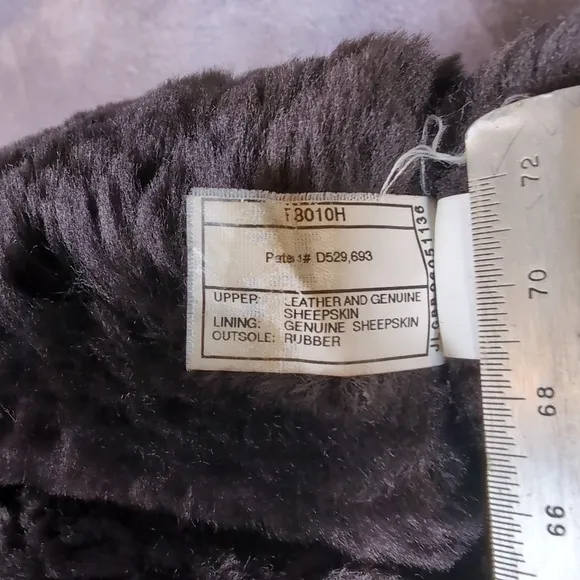 F8010H
Patent# D529,693
UPPER: LEATHER AND GENUINE
SHEEPSKIN
LINING: GENUINE SHEEPSKIN
OUTSOLE: RUBBER
72
70
68
66